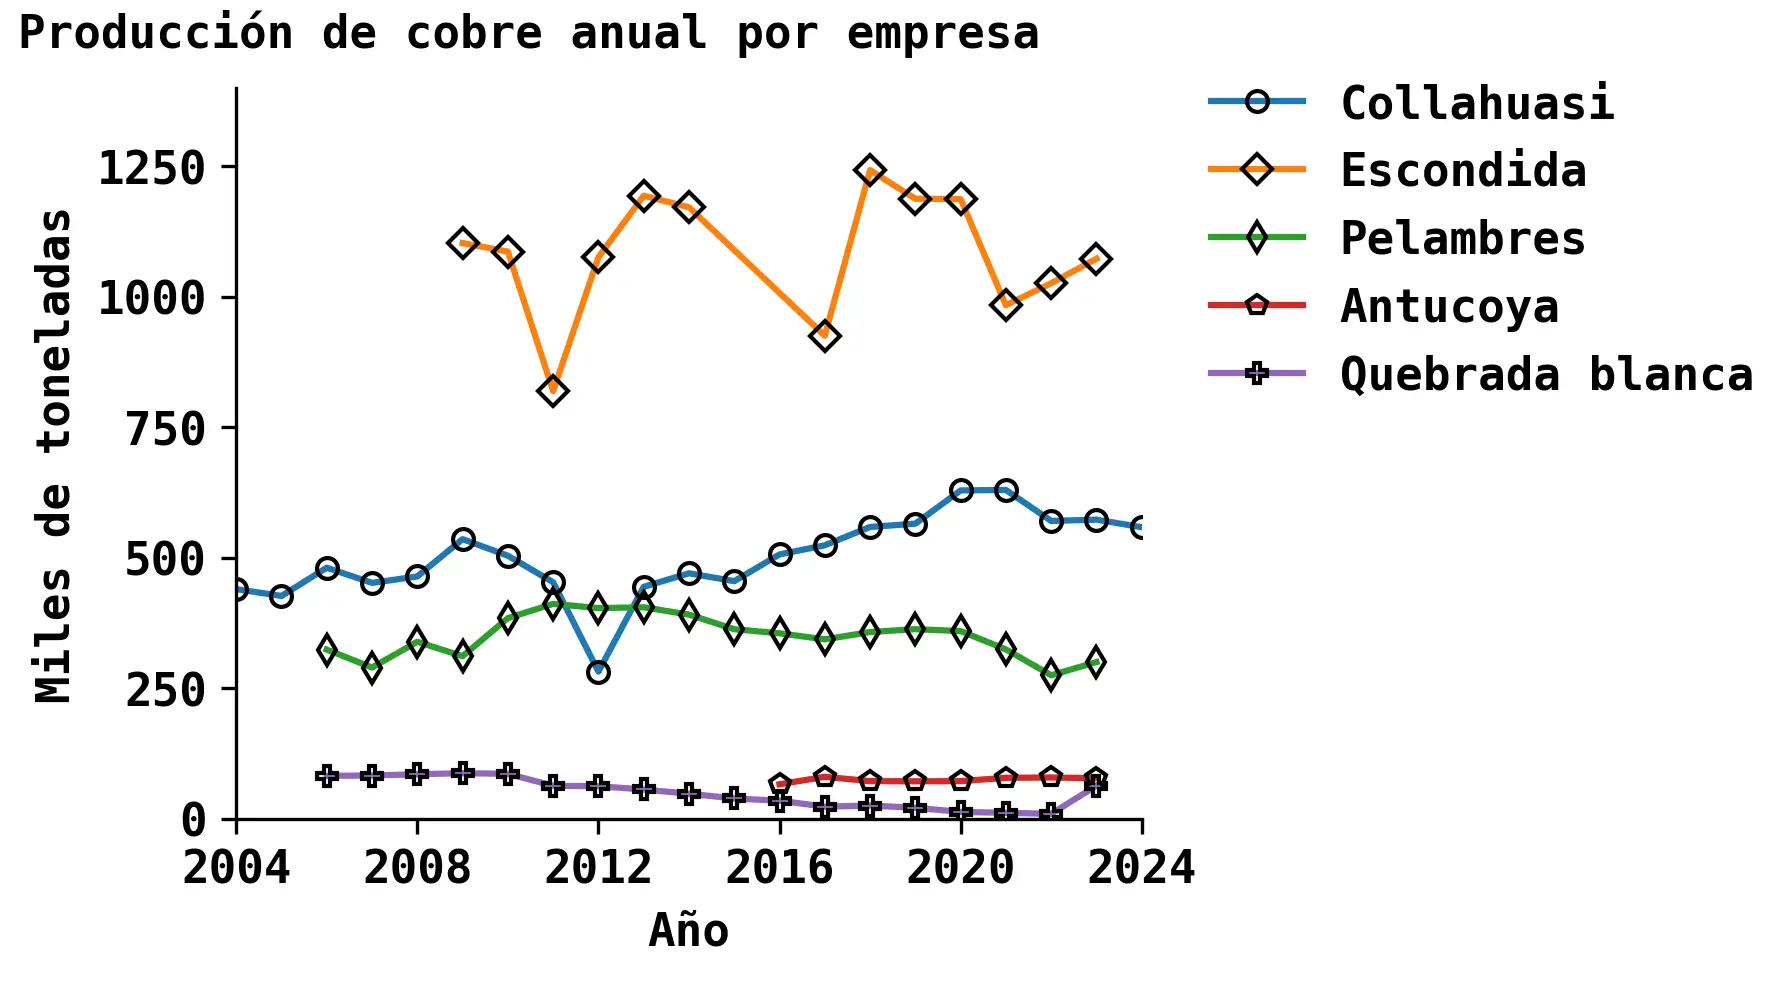 Producción de cobre anual por empresa
Collahuasi
Escondida
Pelambres
Antucoya
Quebrada blanca
Miles de toneladas
1250
1000
750
500
250
0
2004 2008 2012 2016 2020 2024
Año